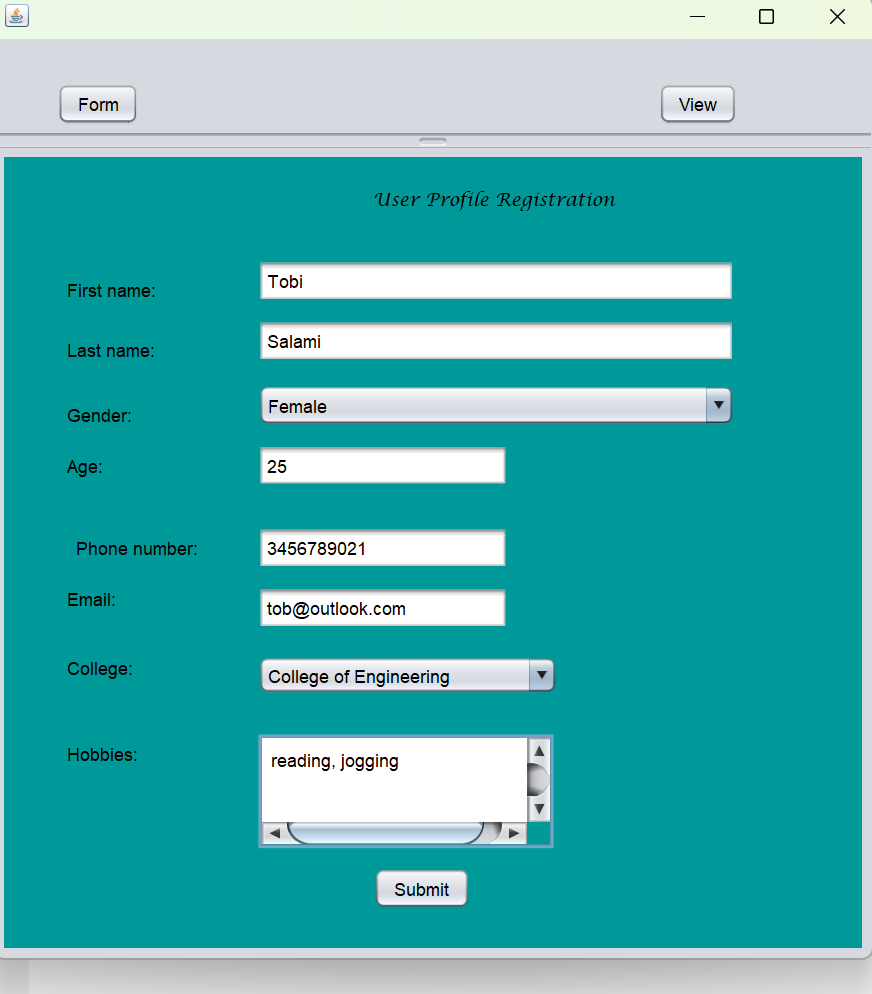 Form View
User Profile Registration
First name: Tobi
Last name: Salami
Gender: Female
Age: 25
Phone number: 3456789021
Email: tob@outlook.com
College: College of Engineering
Hobbies: reading, jogging
Submit